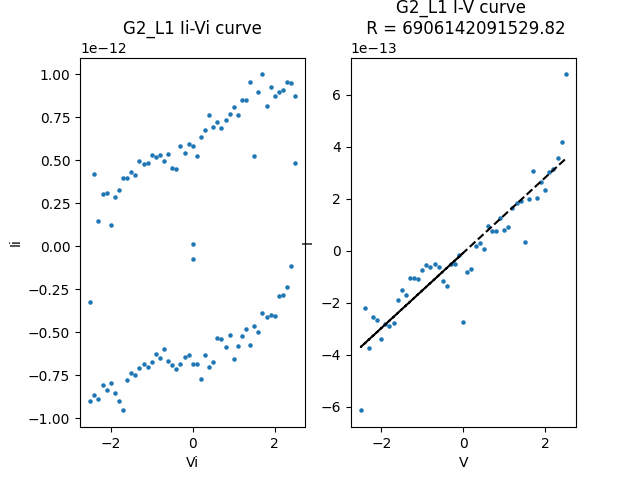 G2_L1 Ii-Vi curve
1e−12
1.00
0.75
0.50
0.25
0.00
−0.25
−0.50
−0.75
−1.00
Ii
−2
0
2
Vi
G2_L1 I-V curve
R = 6906142091529.82
1e−13
6
4
2
0
−2
−4
−6
I
−2
0
2
V